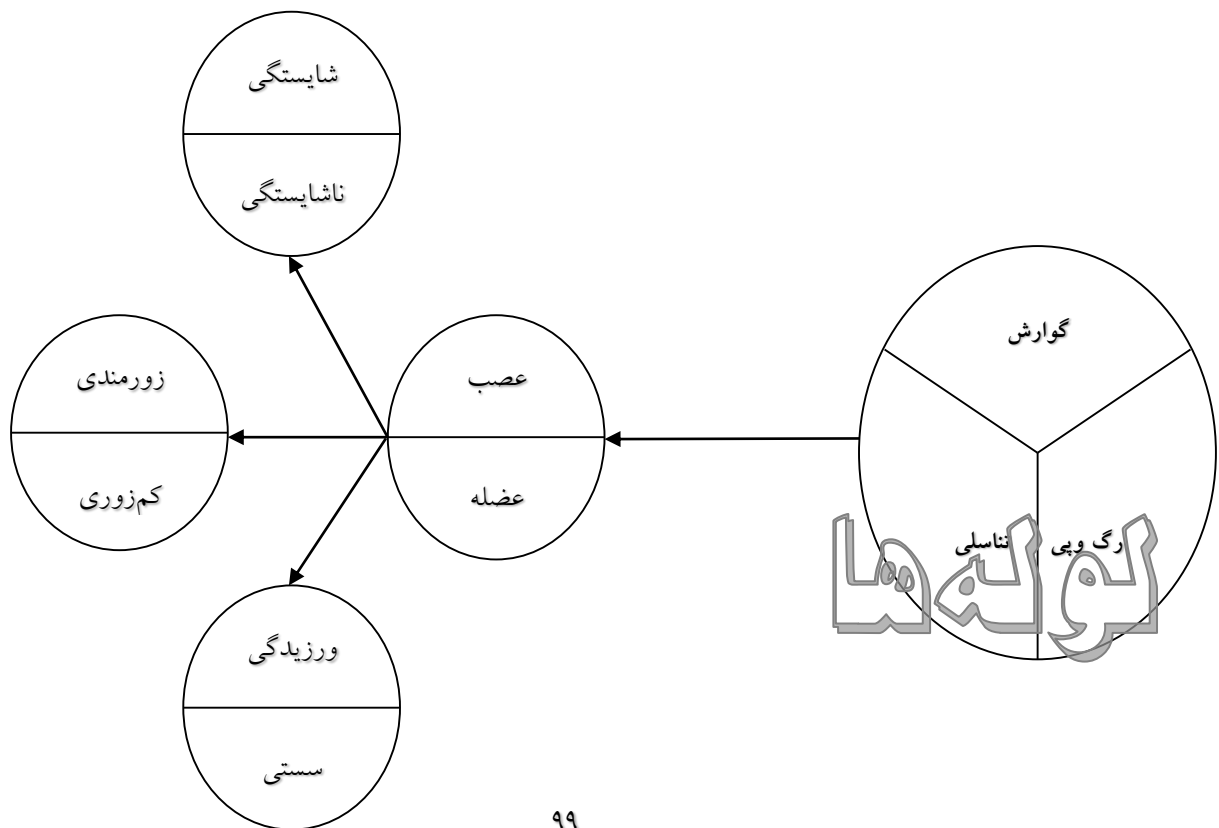 شایستگی
ناشایستگی
گوارش
رگ وپی
تناسلی
لوله‌ها
عصب
عضله
زورمندی
کم‌زوری
ورزیدگی
سستی
۹۹